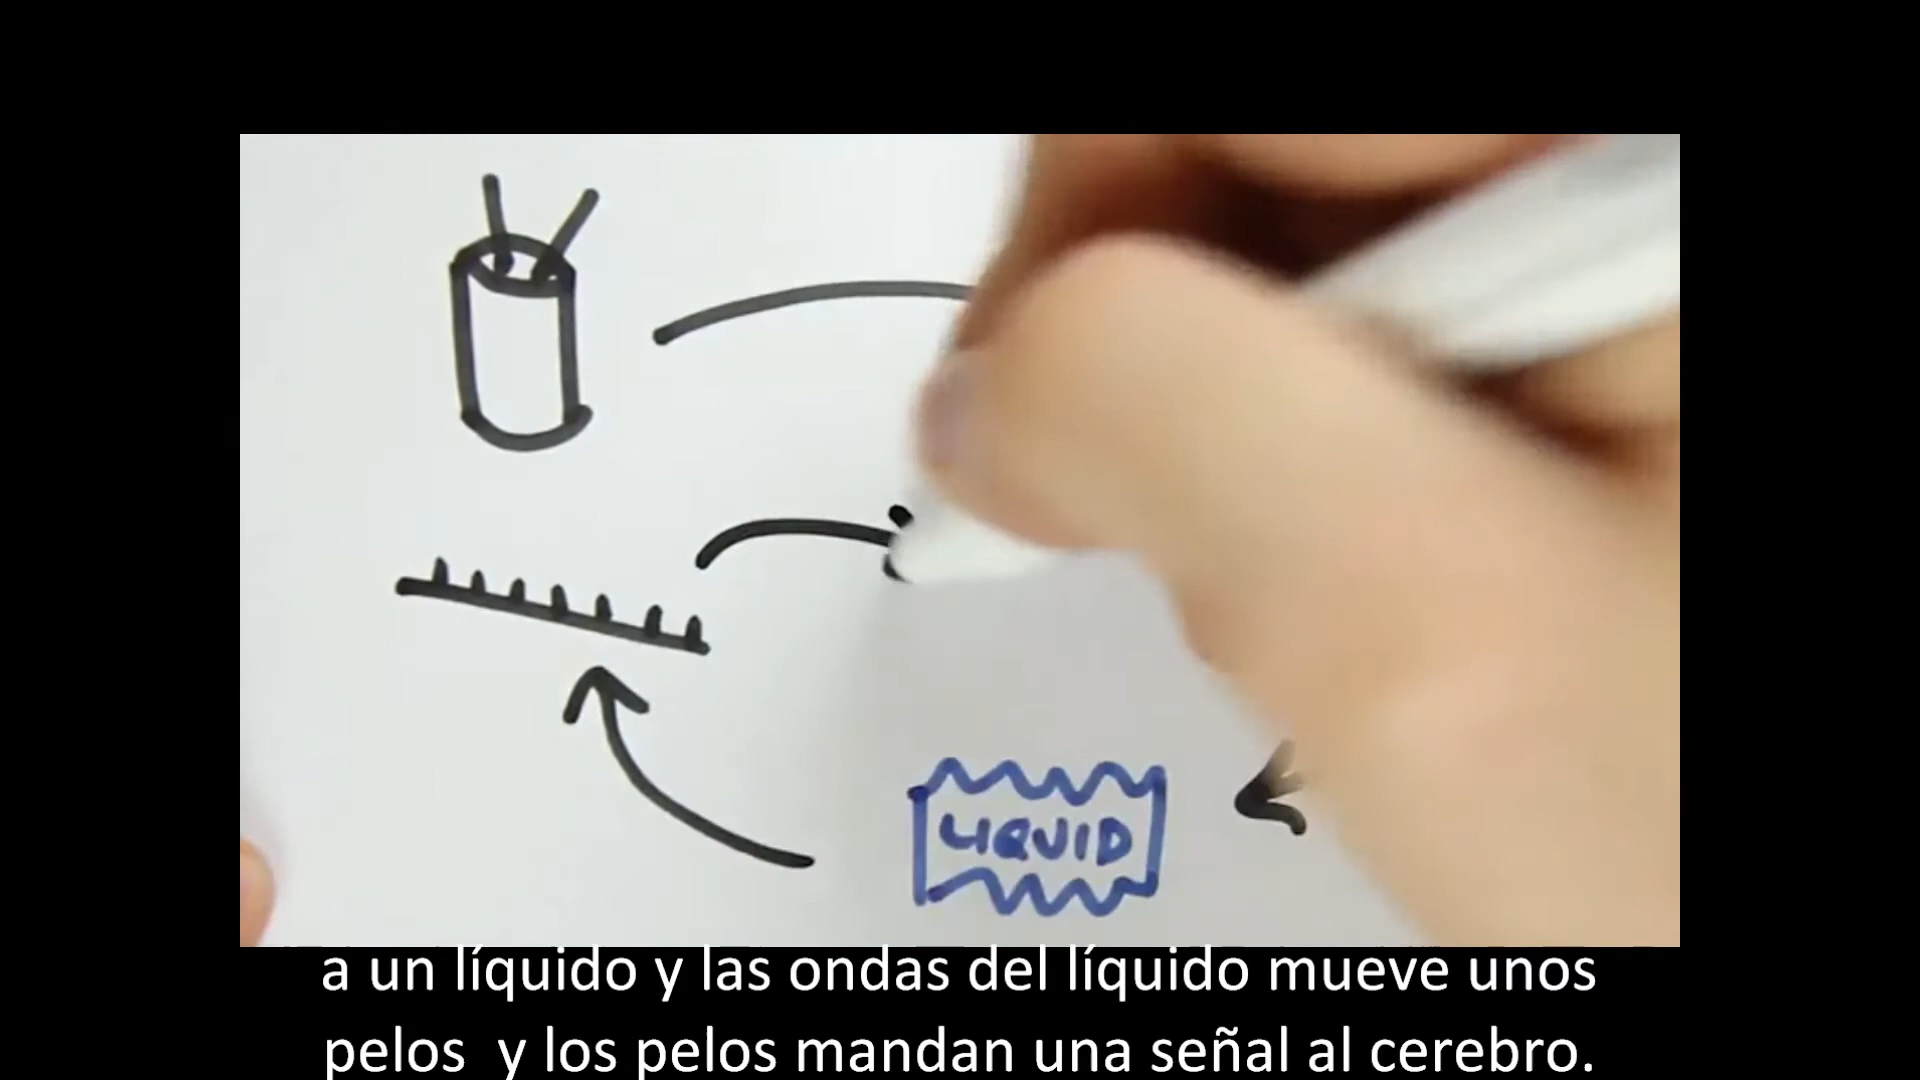 LIQUID
a un líquido y las ondas del líquido mueve unos
pelos y los pelos mandan una señal al cerebro.